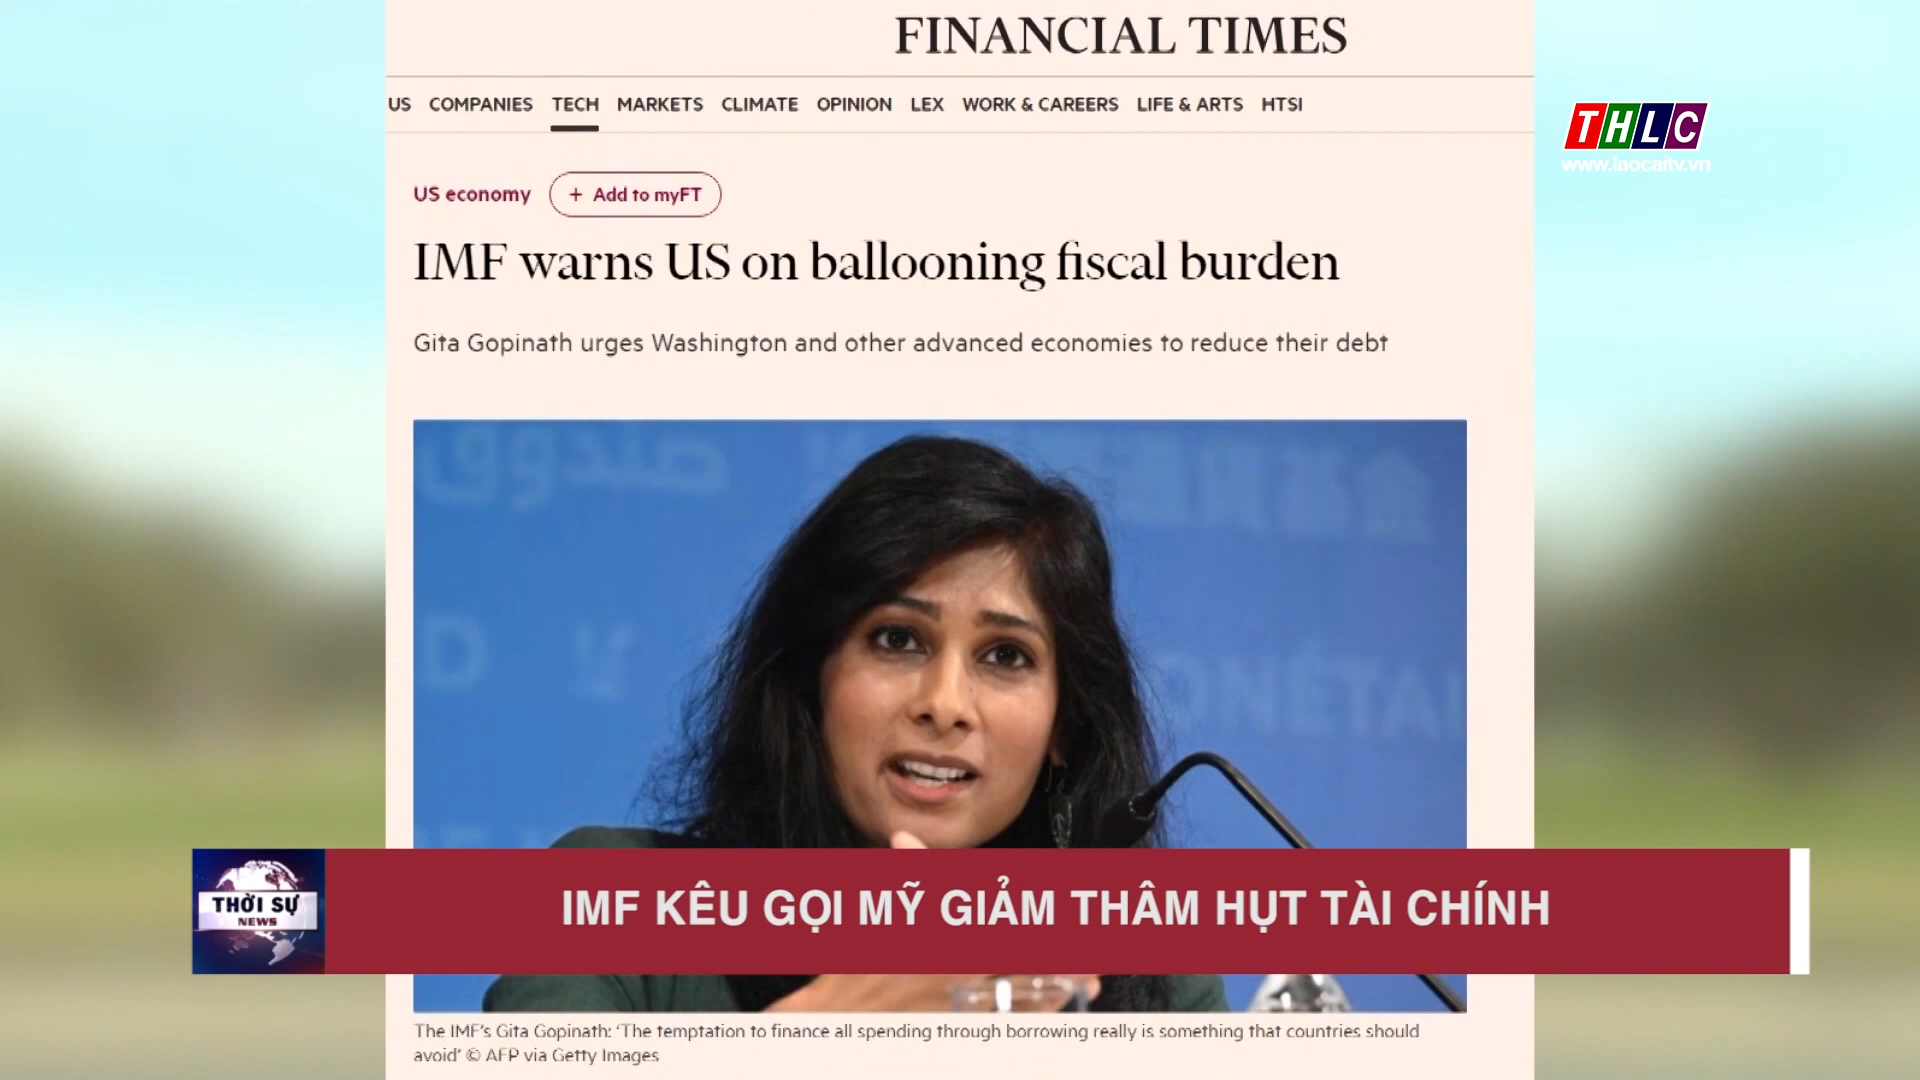 FINANCIAL TIMES
US COMPANIES TECH MARKETS CLIMATE OPINION LEX WORK & CAREERS LIFE & ARTS HTSI
THLC
www.laocaitv.vn
US economy + Add to myFT
IMF warns US on ballooning fiscal burden
Gita Gopinath urges Washington and other advanced economies to reduce their debt
صندوق
ONÉTAI
THỜI SỰ
NEWS
IMF KÊU GỌI MỸ GIẢM THÂM HỤT TÀI CHÍNH
The IMF's Gita Gopinath: ‘The temptation to finance all spending through borrowing really is something that countries should
avoid’ © AFP via Getty Images